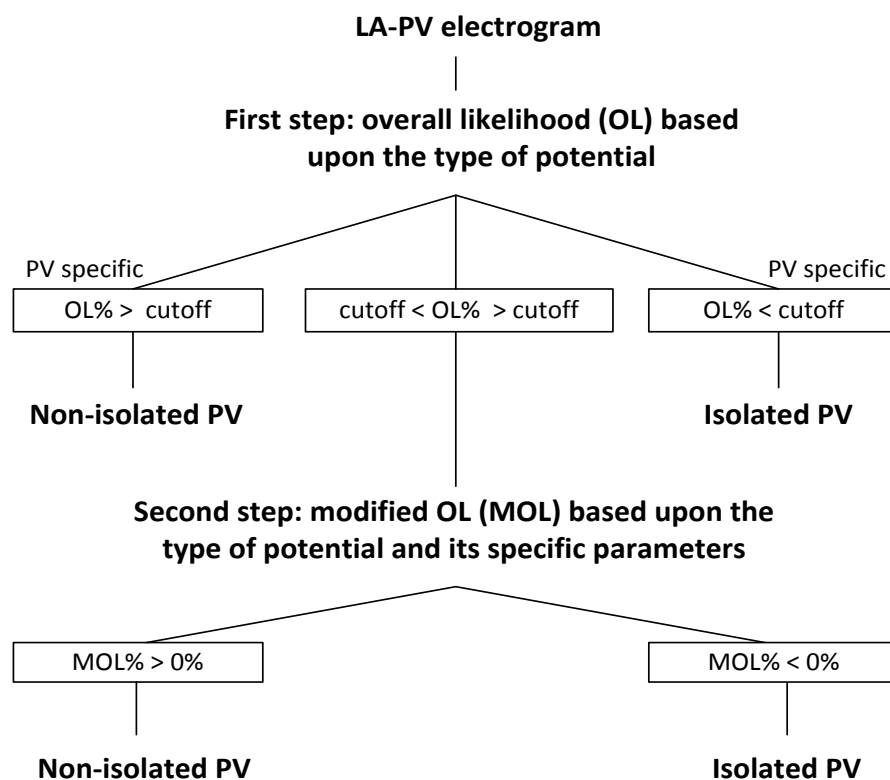 LA-PV electrogram
First step: overall likelihood (OL) based
upon the type of potential
PV specific
PV specific
OL% > cutoff
cutoff < OL% > cutoff
OL% < cutoff
Non-isolated PV
Isolated PV
Second step: modified OL (MOL) based upon the
type of potential and its specific parameters
MOL% > 0%
MOL% < 0%
Non-isolated PV
Isolated PV